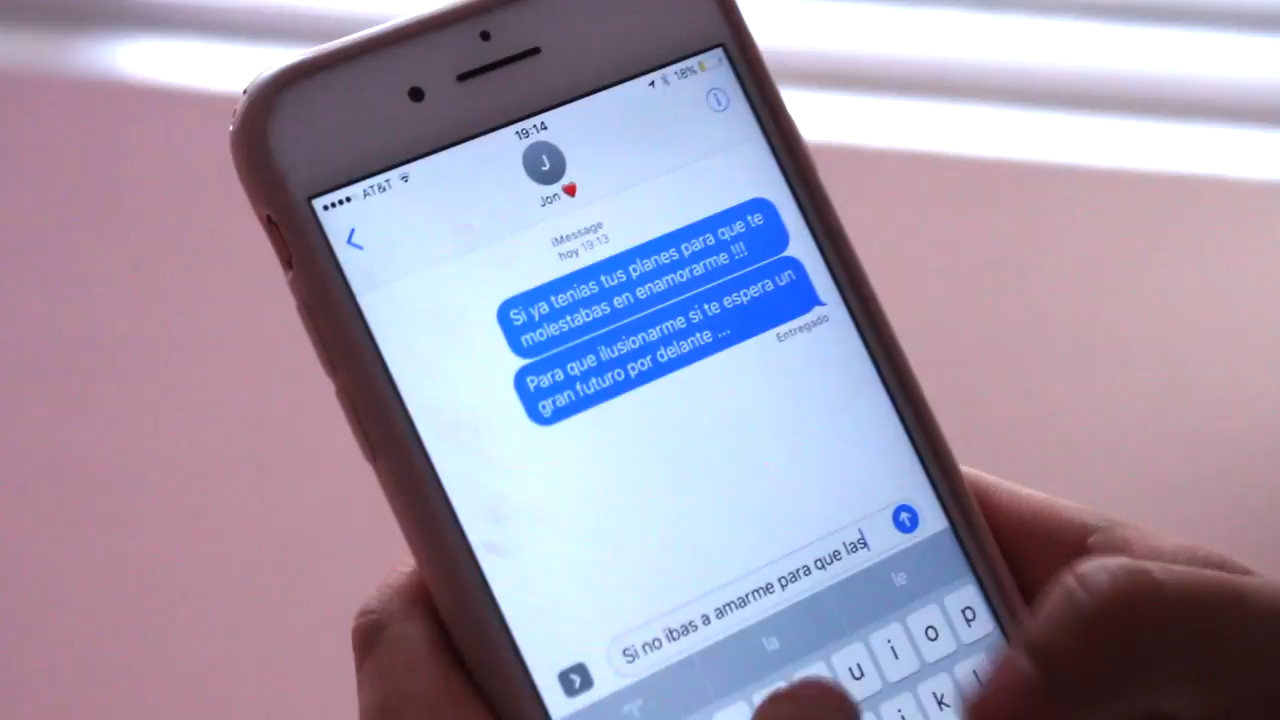 AT&T
19:14
18%
J
Jon ❤️
iMessage
hoy 19:13
Si ya tenias tus planes para que te
molestabas en enamorarme !!!
Para que ilusionarme si te espera un
gran futuro por delante ...
Entregado
Si no ibas a amarme para que las
la
le
u i o p
k l